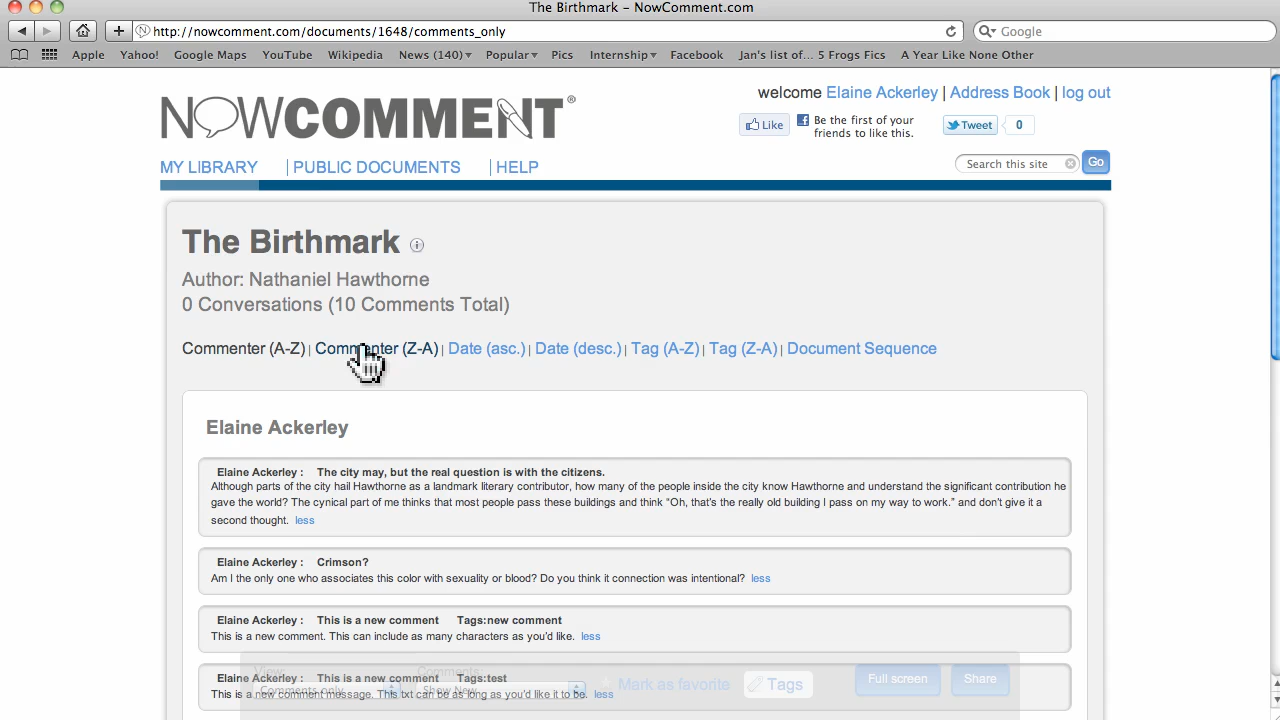 The Birthmark – NowComment.com
http://nowcomment.com/documents/1648/comments_only
Google
Apple Yahoo! Google Maps YouTube Wikipedia News (140) Popular Pics Internship Facebook Jan's list of... 5 Frogs Fics A Year Like None Other
NOWCOMMENT®
welcome Elaine Ackerley | Address Book | log out
Like
Be the first of your
friends to like this.
Tweet 0
MY LIBRARY | PUBLIC DOCUMENTS | HELP
Search this site Go
The Birthmark
Author: Nathaniel Hawthorne
0 Conversations (10 Comments Total)
Commenter (A-Z) | Commenter (Z-A) | Date (asc.) | Date (desc.) | Tag (A-Z) | Tag (Z-A) | Document Sequence
Elaine Ackerley
Elaine Ackerley : The city may, but the real question is with the citizens.
Although parts of the city hail Hawthorne as a landmark literary contributor, how many of the people inside the city know Hawthorne and understand the significant contribution he
gave the world? The cynical part of me thinks that most people pass these buildings and think “Oh, that's the really old building I pass on my way to work.” and don't give it a
second thought. less
Elaine Ackerley : Crimson?
Am I the only one who associates this color with sexuality or blood? Do you think it connection was intentional? less
Elaine Ackerley : This is a new comment Tags:new comment
This is a new comment. This can include as many characters as you'd like. less
View: Comments:
Elaine Ackerley : This is a new comment Tags:test
This is a new comment message. This txt can be as long as you'd like it to be. less
Comments only Show New Mark as favorite Tags Full screen Share